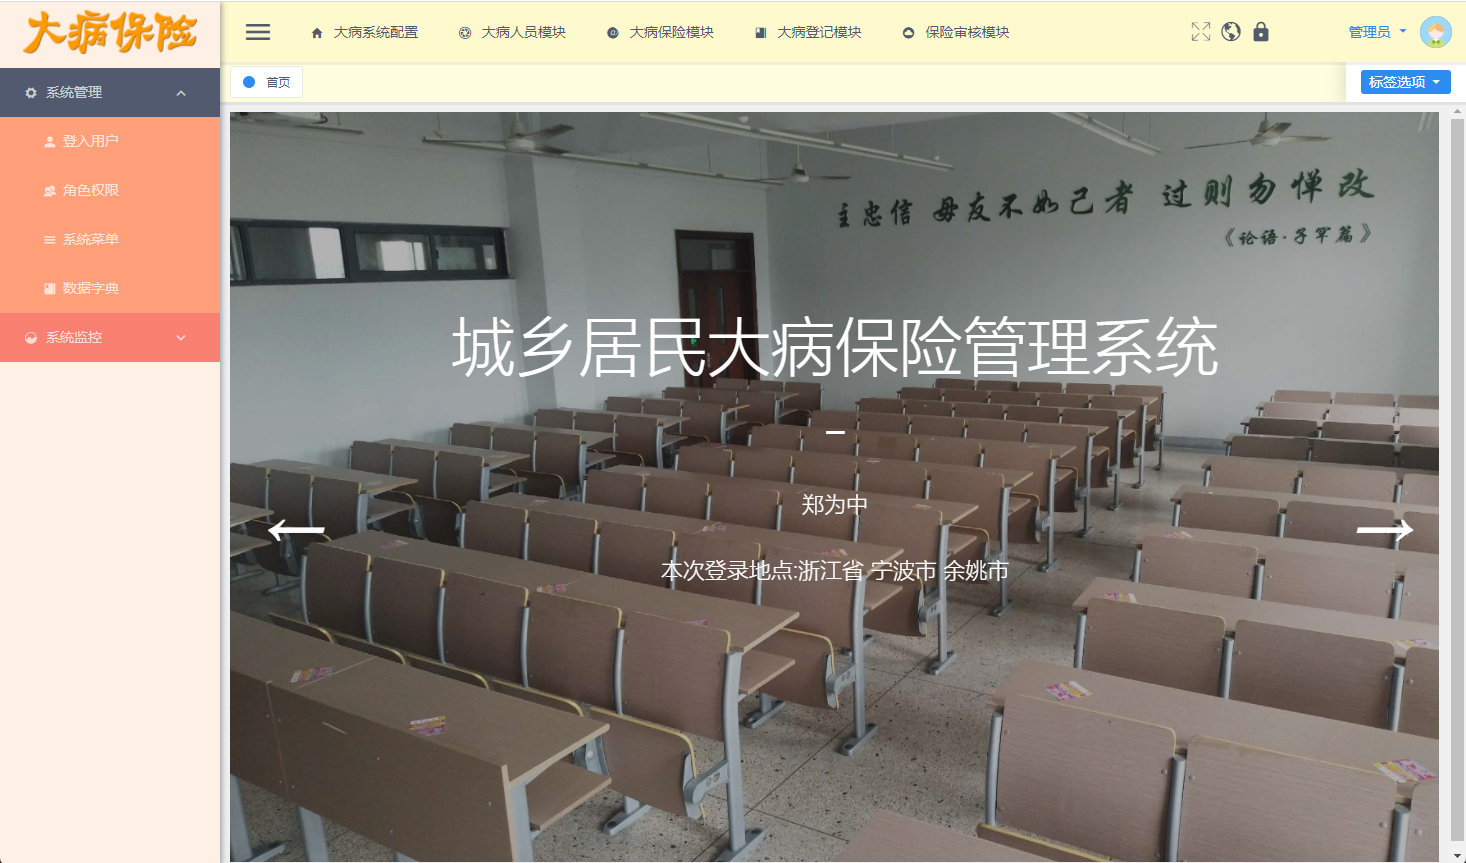 大病保险
大病系统配置
大病人员模块
大病保险模块
大病登记模块
保险审核模块
管理员
系统管理
首页
标签选项
登入用户
角色权限
系统菜单
数据字典
系统监控
主忠信 毋友不如己者 过则勿惮改
《论语·子罕篇》
城乡居民大病保险管理系统
郑为中
本次登录地点:浙江省 宁波市 余姚市